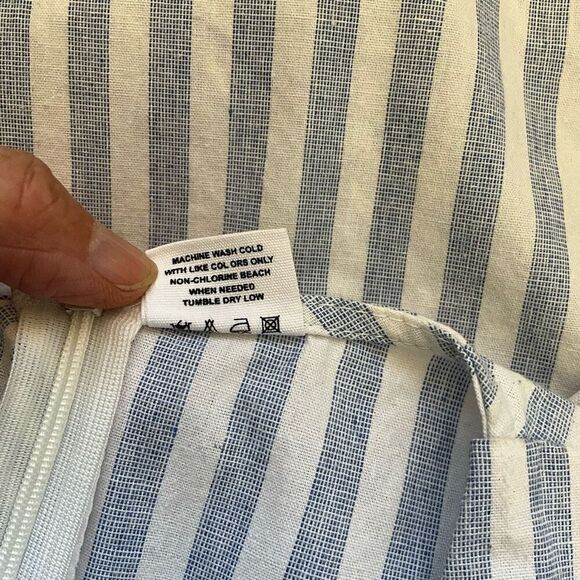 MACHINE WASH COLD
WITH LIKE COLORS ONLY
NON-CHLORINE BEACH
WHEN NEEDED
TUMBLE DRY LOW